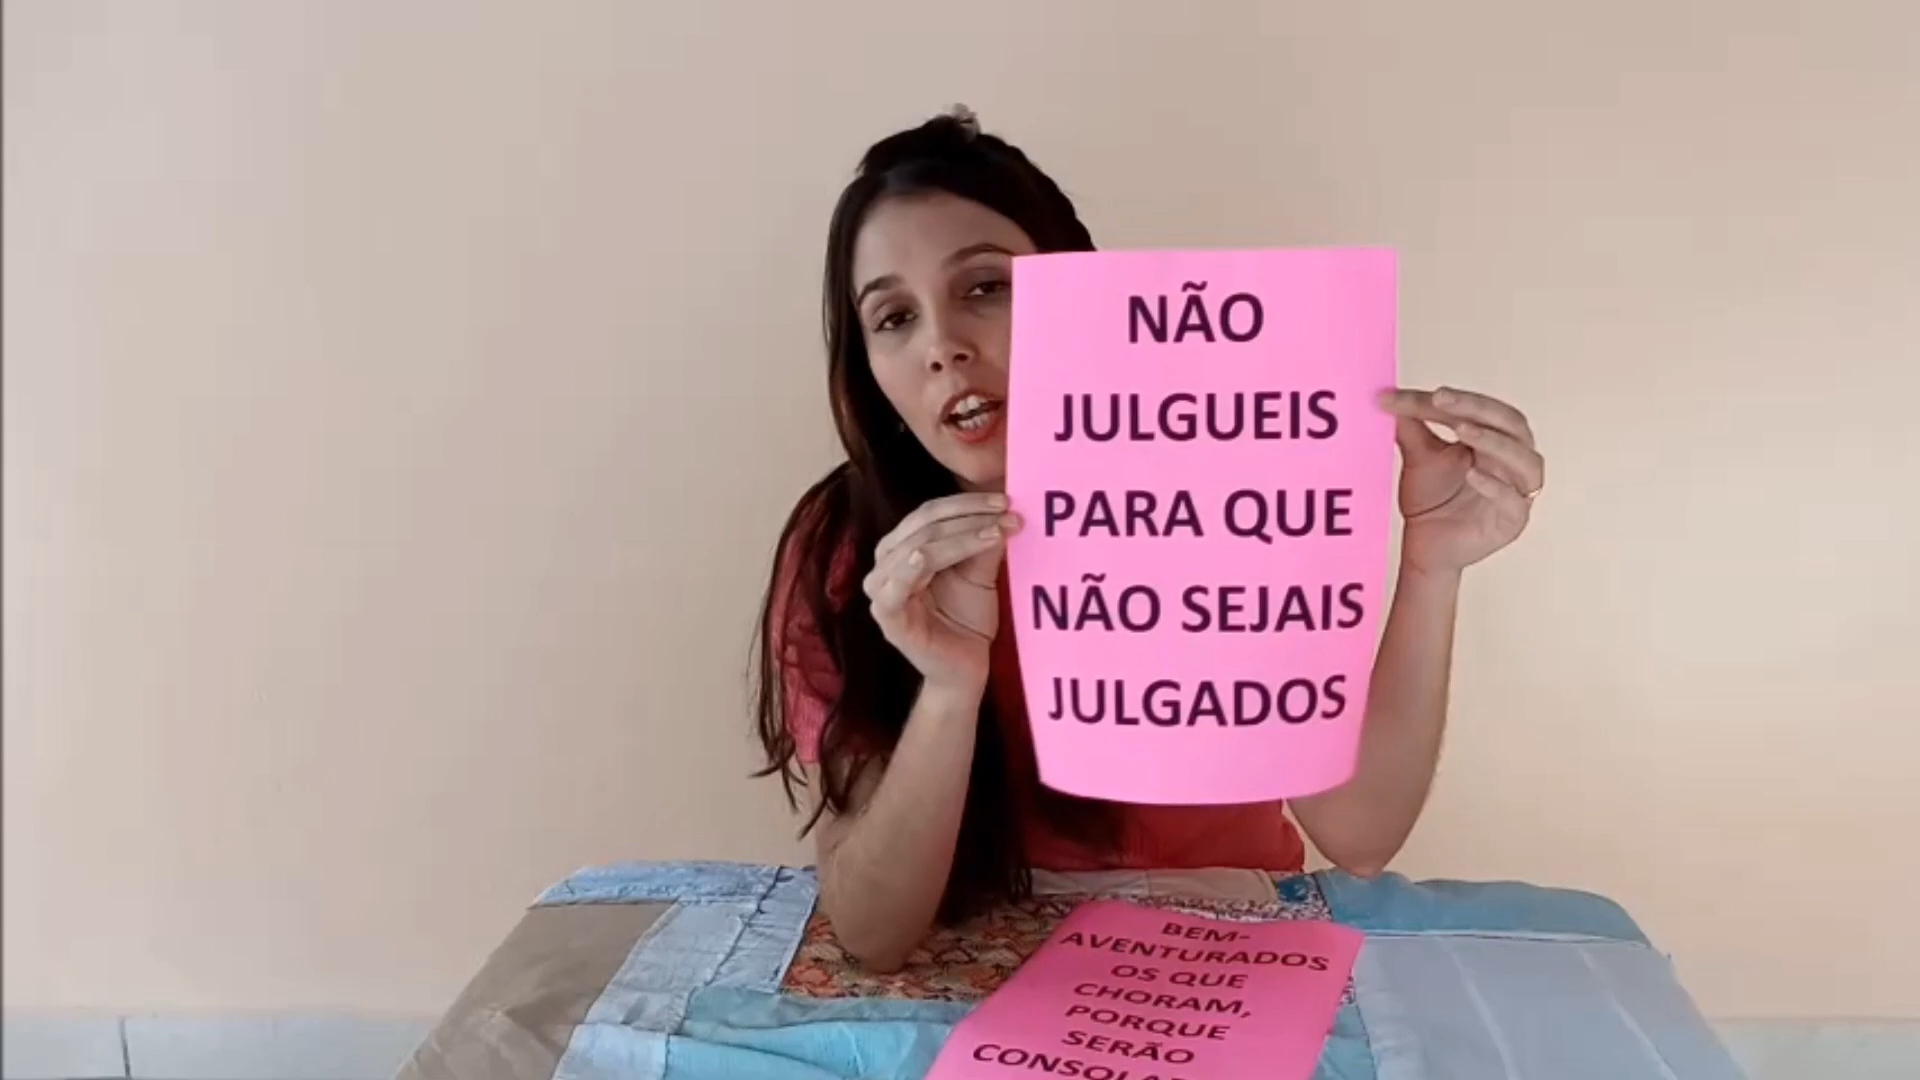 NÃO
JULGUEIS
PARA QUE
NÃO SEJAIS
JULGADOS
BEM-
AVENTURADOS
OS QUE
CHORAM,
PORQUE
SERÃO